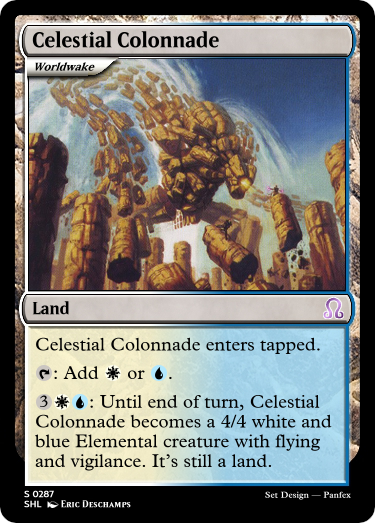 Celestial Colonnade
Worldwake
Land
Celestial Colonnade enters tapped.
: Add or .
3 : Until end of turn, Celestial
Colonnade becomes a 4/4 white and
blue Elemental creature with flying
and vigilance. It's still a land.
S 0287
SHL Eric Deschamps
Set Design — Panfex